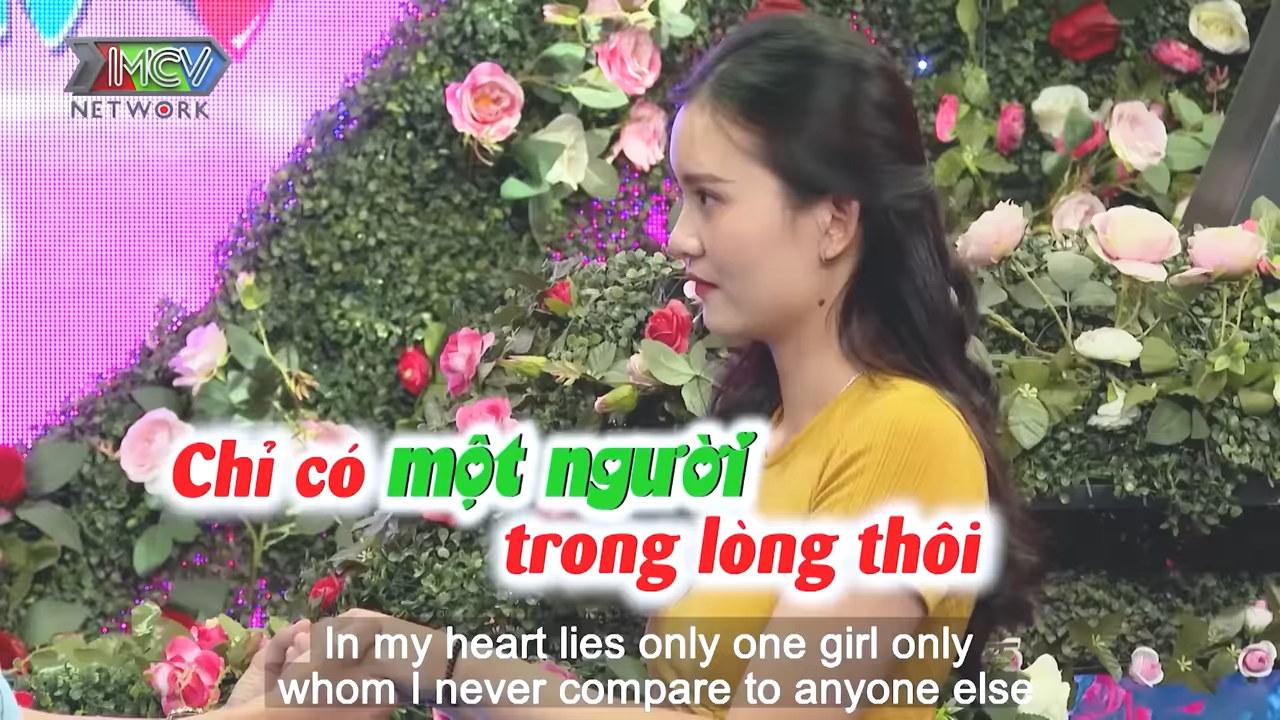 MCV
NETWORK
Chỉ có một người
trong lòng thôi
In my heart lies only one girl only
whom I never compare to anyone else